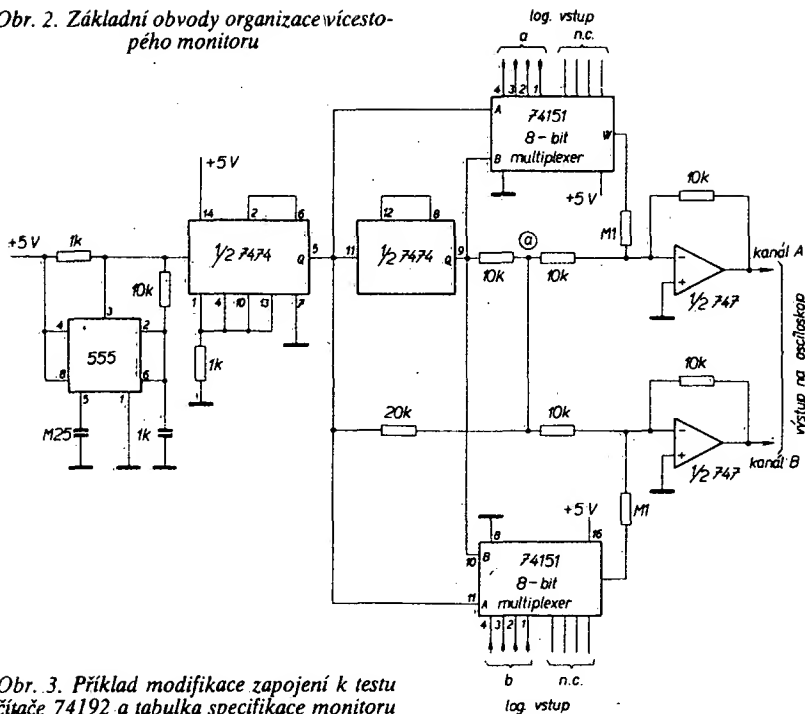 Obr. 2. Základní obvody organizace vícesto-
pého monitoru
log. vstup
a
n.c.
4 3 2 1
A
74151
8-bit
multiplexer
W
B
+5V
+5V
14
2
6
12
8
10k
+5V
1k
1/2 7474
Q
5
11
1/2 7474
Q
9
10k
a
10k
M1
-
+
1/2 747
kanál A
10k
3
4
2
555
8
6
5
1
M25
1k
1
4
10
13
7
1k
výstup na osciloskop
10k
20k
10k
-
+
1/2 747
kanál B
M1
+5V
8
16
10
B
74151
8-bit
11
A
multiplexer
4 3 2 1
b
n.c.
log. vstup
Obr. 3. Příklad modifikace zapojení k testu
čítače 74192 a tabulka specifikace monitoru